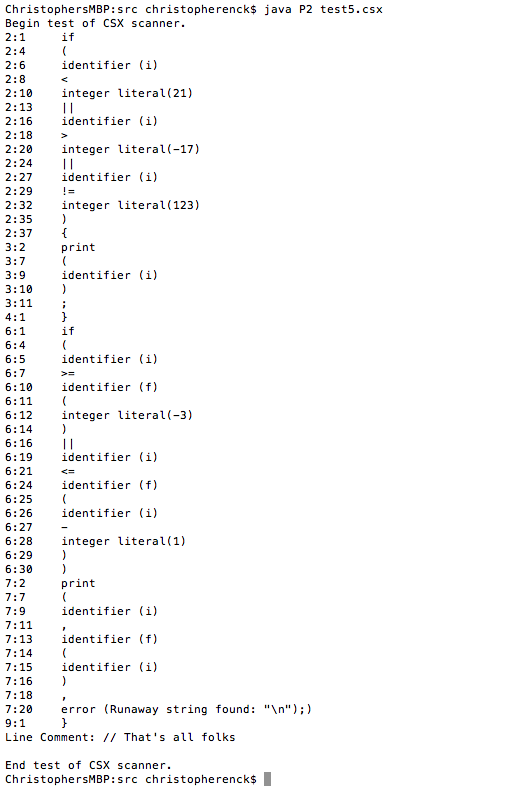 ChristophersMBP:src christopherenck$ java P2 test5.csx
Begin test of CSX scanner.
2:1 if
2:4 (
2:6 identifier (i)
2:8 <
2:10 integer literal(21)
2:13 ||
2:16 identifier (i)
2:18 >
2:20 integer literal(-17)
2:24 ||
2:27 identifier (i)
2:29 !=
2:32 integer literal(123)
2:35 )
2:37 {
3:2 print
3:7 (
3:9 identifier (i)
3:10 )
3:11 ;
4:1 }
6:1 if
6:4 (
6:5 identifier (i)
6:7 >=
6:10 identifier (f)
6:11 (
6:12 integer literal(-3)
6:14 )
6:16 ||
6:19 identifier (i)
6:21 <=
6:24 identifier (f)
6:25 (
6:26 identifier (i)
6:27 -
6:28 integer literal(1)
6:29 )
6:30 )
7:2 print
7:7 (
7:9 identifier (i)
7:11 ,
7:13 identifier (f)
7:14 (
7:15 identifier (i)
7:16 )
7:18 ,
7:20 error (Runaway string found: "\n");)
9:1 }
Line Comment: // That's all folks
End test of CSX scanner.
ChristophersMBP:src christopherenck$